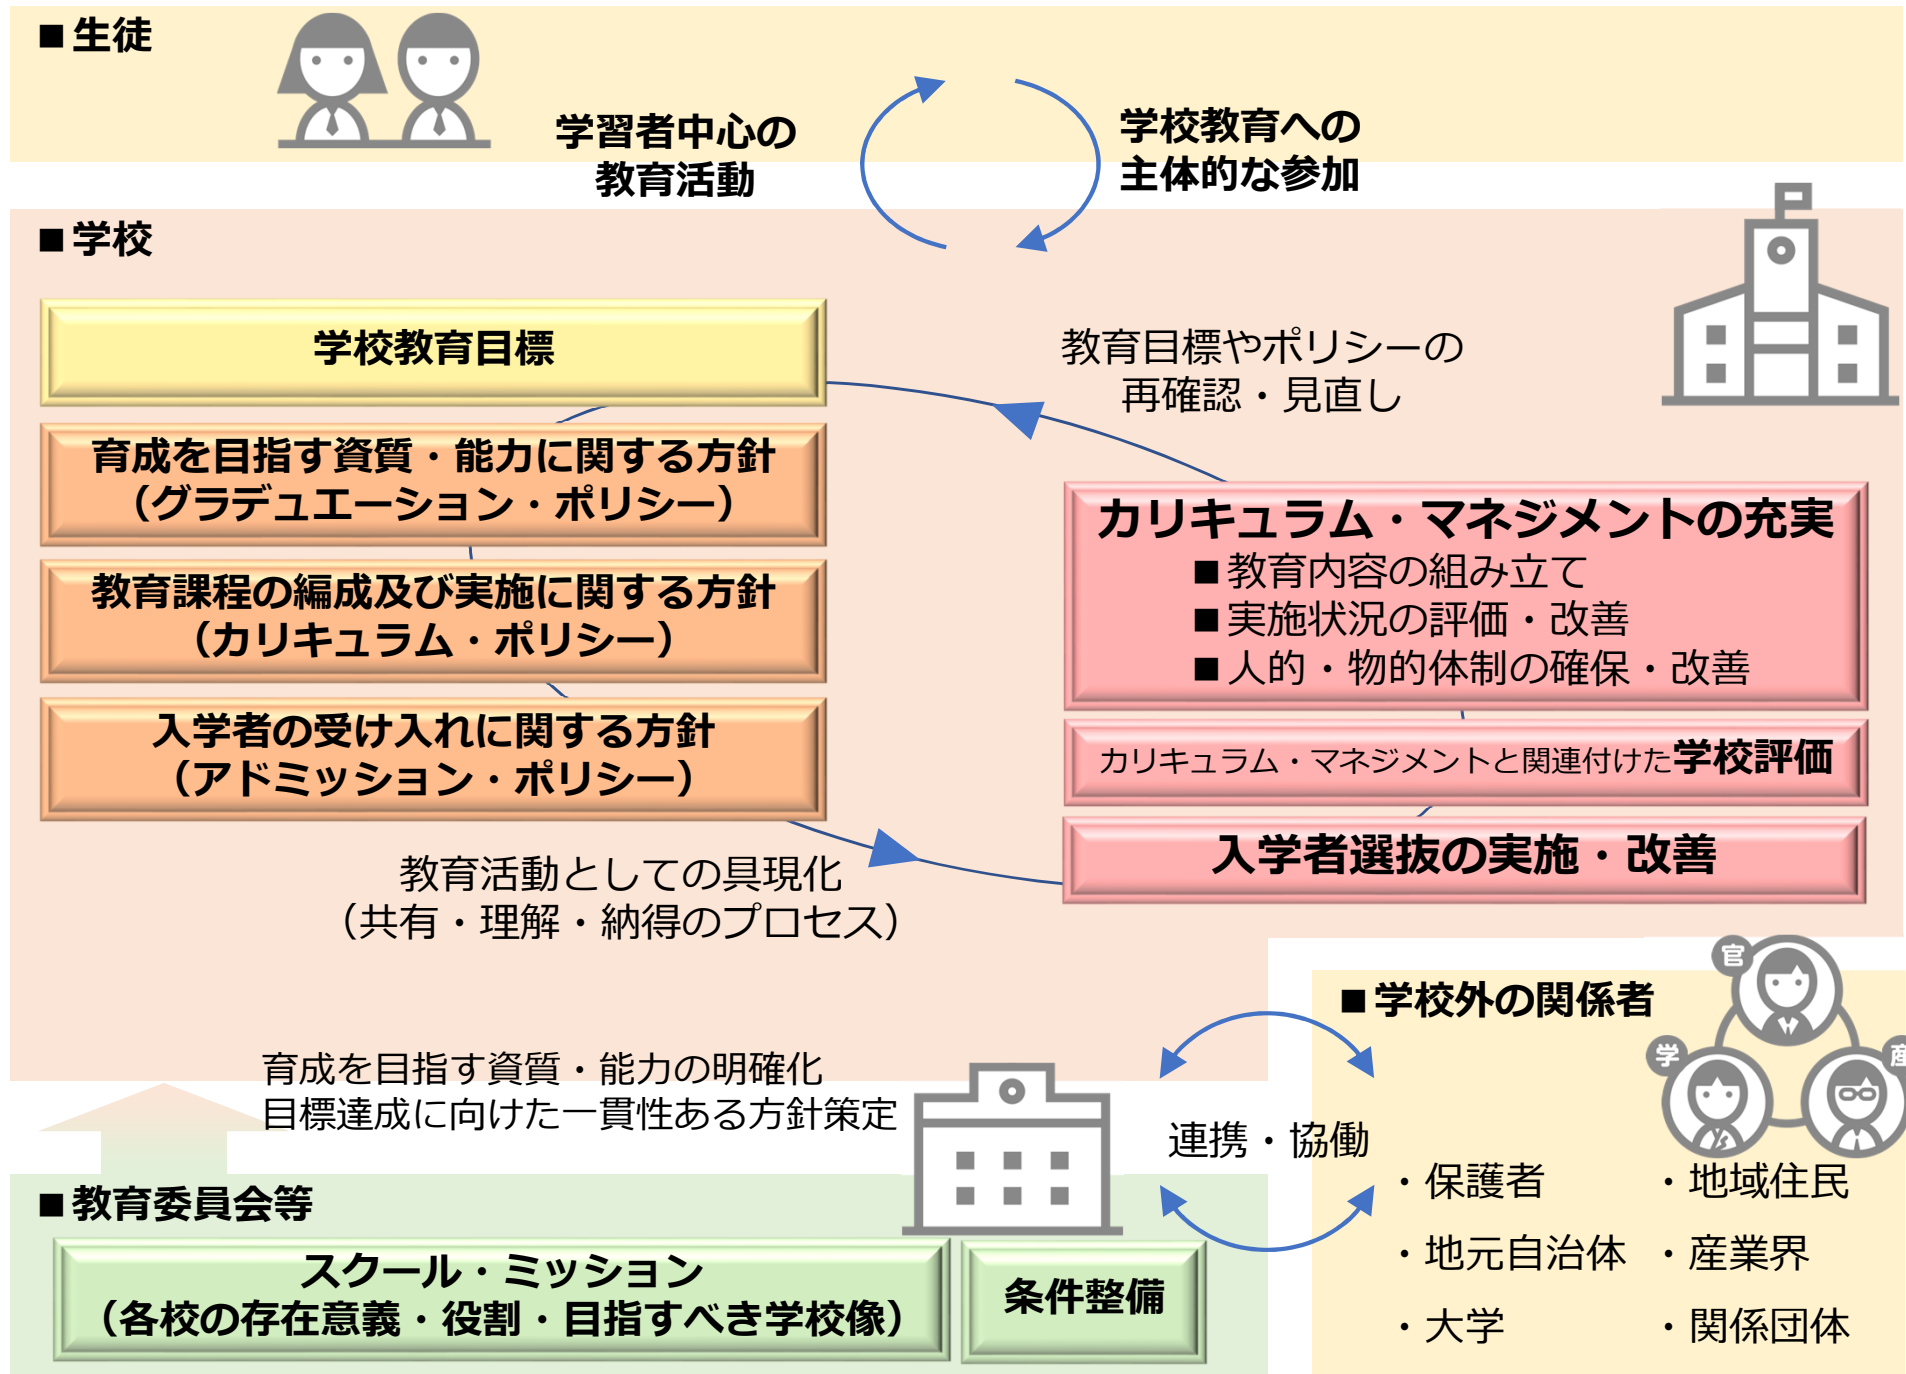 ■生徒
学習者中心の
教育活動
学校教育への
主体的な参加
■学校
学校教育目標
育成を目指す資質・能力に関する方針
（グラデュエーション・ポリシー）
教育課程の編成及び実施に関する方針
（カリキュラム・ポリシー）
入学者の受け入れに関する方針
（アドミッション・ポリシー）
教育目標やポリシーの
再確認・見直し
カリキュラム・マネジメントの充実
■教育内容の組み立て
■実施状況の評価・改善
■人的・物的体制の確保・改善
カリキュラム・マネジメントと関連付けた学校評価
入学者選抜の実施・改善
教育活動としての具現化
（共有・理解・納得のプロセス）
育成を目指す資質・能力の明確化
目標達成に向けた一貫性ある方針策定
■教育委員会等
スクール・ミッション
（各校の存在意義・役割・目指すべき学校像）
条件整備
連携・協働
■学校外の関係者
官
学
産
・保護者
・地域住民
・地元自治体
・産業界
・大学
・関係団体